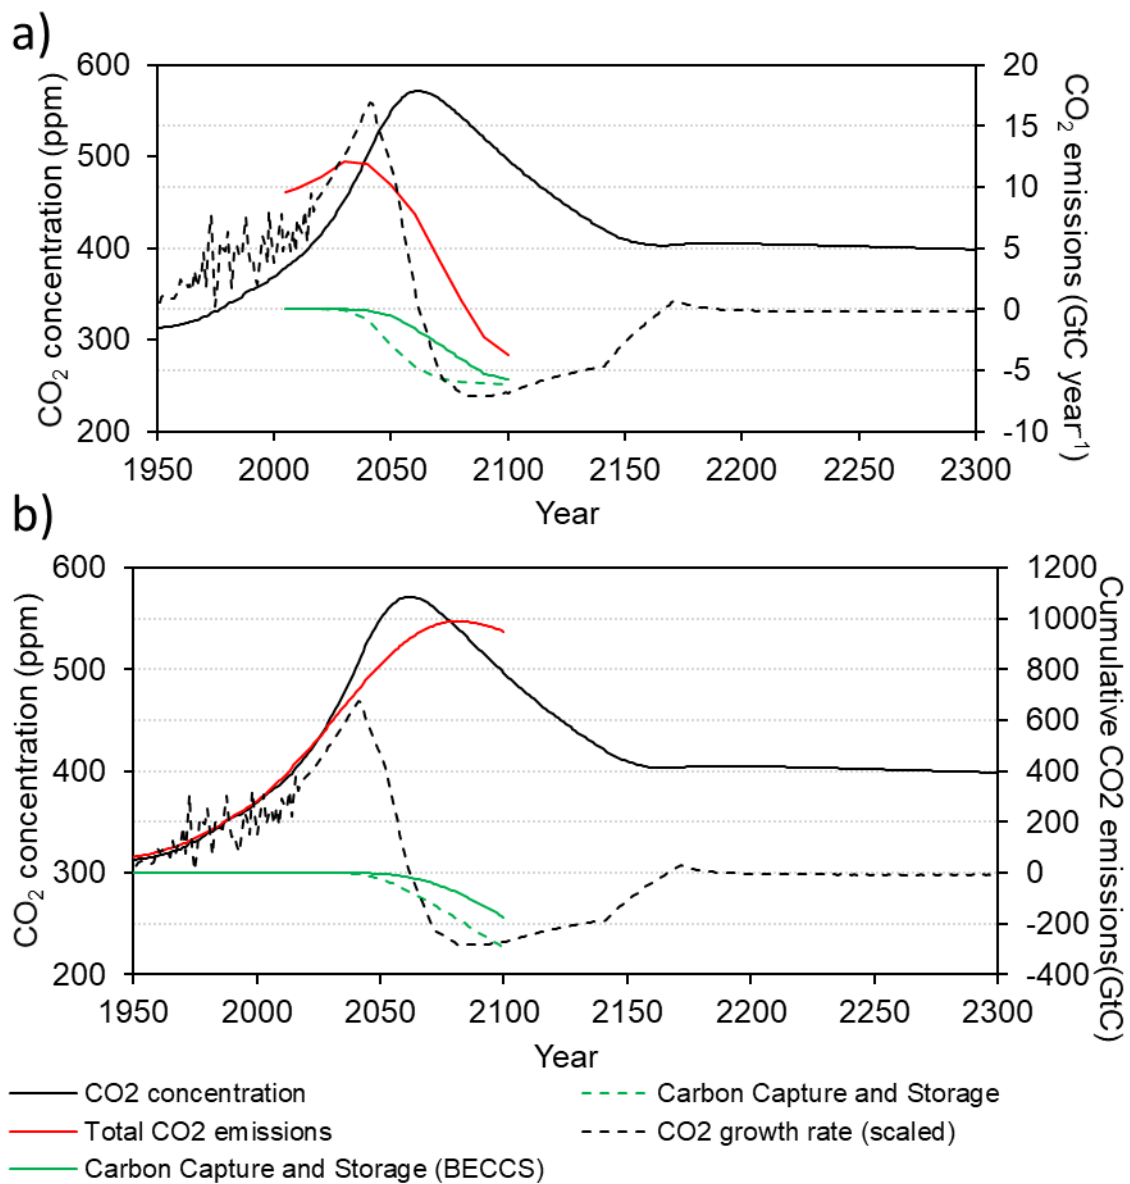 a)
600
500
400
300
200
CO₂ concentration (ppm)
20
15
10
5
0
-5
-10
CO₂ emissions (GtC year⁻¹)
1950 2000 2050 2100 2150 2200 2250 2300
Year
b)
600
500
400
300
200
CO₂ concentration (ppm)
1200
1000
800
600
400
200
0
-200
-400
Cumulative CO2 emissions(GtC)
1950 2000 2050 2100 2150 2200 2250 2300
Year
CO2 concentration
Carbon Capture and Storage
Total CO2 emissions
CO2 growth rate (scaled)
Carbon Capture and Storage (BECCS)